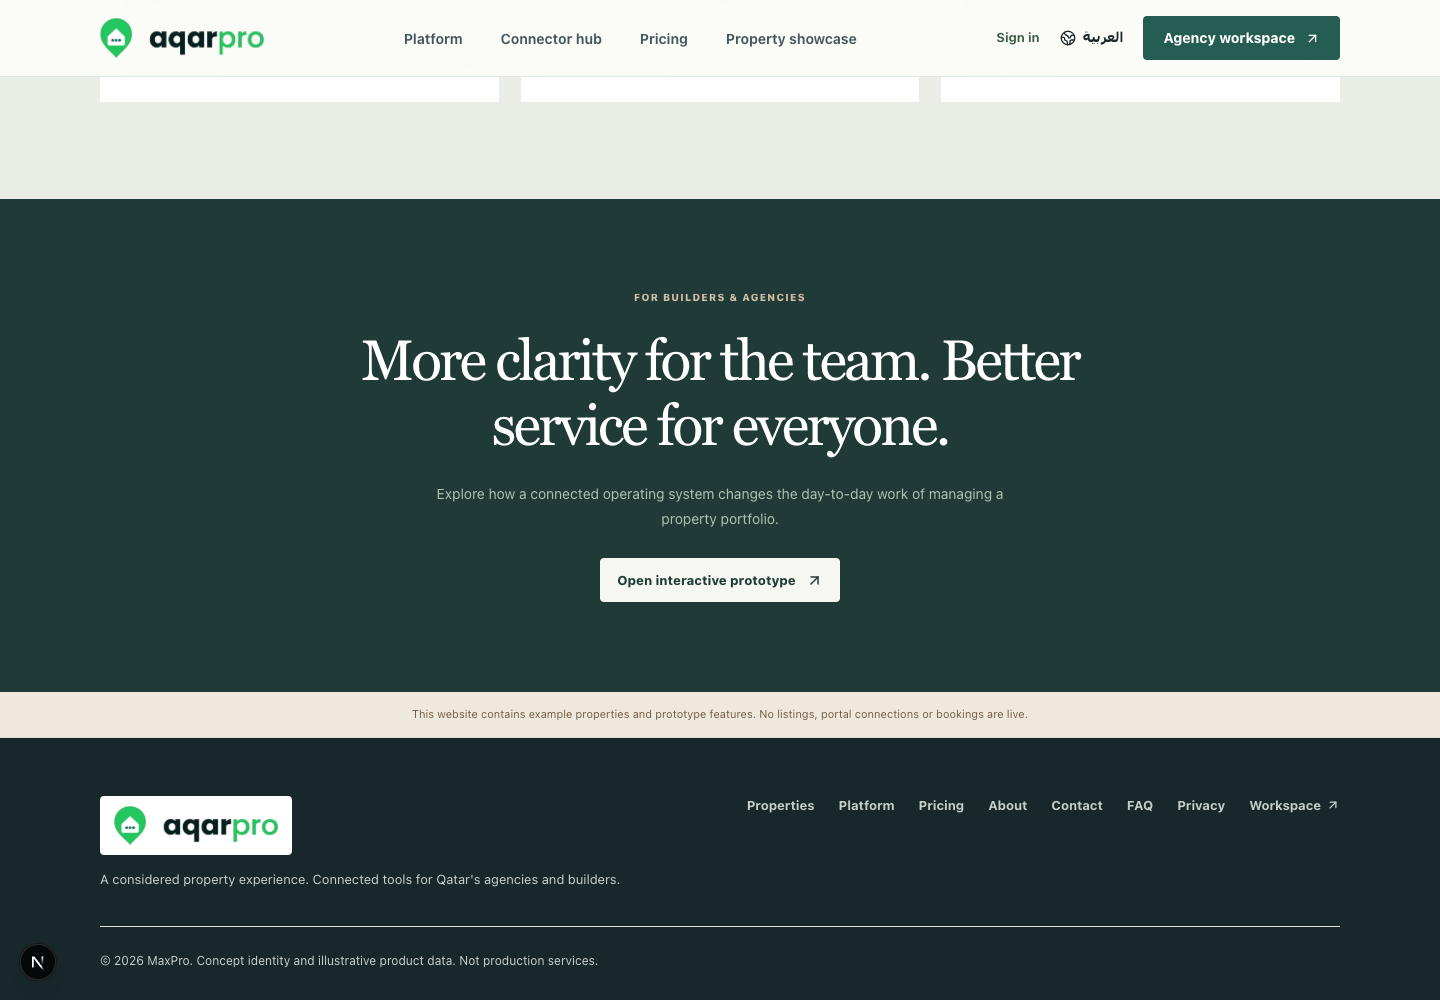 aqarpro
Platform
Connector hub
Pricing
Property showcase
Sign in
العربية
Agency workspace
FOR BUILDERS & AGENCIES
More clarity for the team. Better
service for everyone.
Explore how a connected operating system changes the day-to-day work of managing a
property portfolio.
Open interactive prototype
This website contains example properties and prototype features. No listings, portal connections or bookings are live.
aqarpro
Properties
Platform
Pricing
About
Contact
FAQ
Privacy
Workspace
A considered property experience. Connected tools for Qatar's agencies and builders.
© 2026 MaxPro. Concept identity and illustrative product data. Not production services.
N